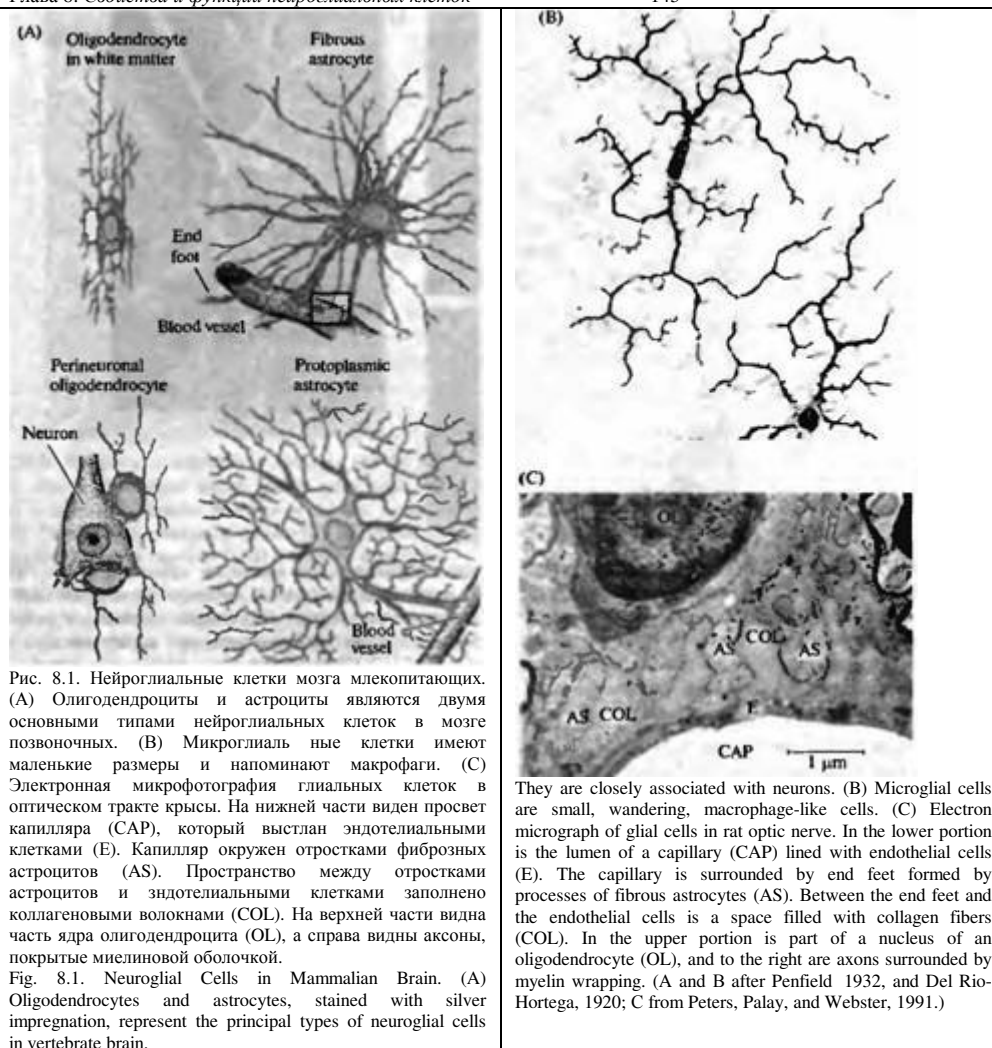 Глава 8. Свойства и функции нейроглиальных клеток
(A)
Oligodendrocyte
in white matter
Fibrous
astrocyte
End
foot
Blood vessel
Perineuronal
oligodendrocyte
Protoplasmic
astrocyte
Neuron
Blood
vessel
Рис. 8.1. Нейроглиальные клетки мозга млекопитающих.
(A) Олигодендроциты и астроциты являются двумя
основными типами нейроглиальных клеток в мозге
позвоночных. (B) Микроглиаль ные клетки имеют
маленькие размеры и напоминают макрофаги. (C)
Электронная микрофотография глиальных клеток в
оптическом тракте крысы. На нижней части виден просвет
капилляра (CAP), который выстлан эндотелиальными
клетками (E). Капилляр окружен отростками фиброзных
астроцитов (AS). Пространство между отростками
астроцитов и зндотелиальными клетками заполнено
коллагеновыми волокнами (COL). На верхней части видна
часть ядра олигодендроцита (OL), а справа видны аксоны,
покрытые миелиновой оболочкой.
Fig. 8.1. Neuroglial Cells in Mammalian Brain. (A)
Oligodendrocytes and astrocytes, stained with silver
impregnation, represent the principal types of neuroglial cells
in vertebrate brain.
(B)
(C)
OL
AS COL AS
AS COL
E
CAP
1 µm
They are closely associated with neurons. (B) Microglial cells
are small, wandering, macrophage-like cells. (C) Electron
micrograph of glial cells in rat optic nerve. In the lower portion
is the lumen of a capillary (CAP) lined with endothelial cells
(E). The capillary is surrounded by end feet formed by
processes of fibrous astrocytes (AS). Between the end feet and
the endothelial cells is a space filled with collagen fibers
(COL). In the upper portion is part of a nucleus of an
oligodendrocyte (OL), and to the right are axons surrounded by
myelin wrapping. (A and B after Penfield 1932, and Del Rio-
Hortega, 1920; C from Peters, Palay, and Webster, 1991.)